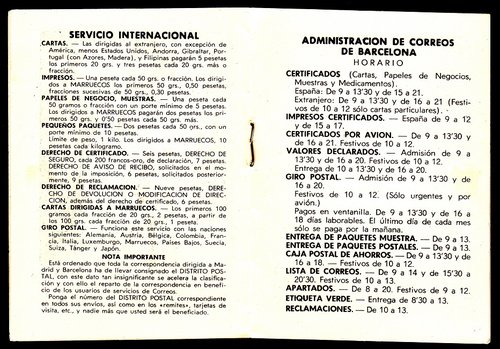 SERVICIO INTERNACIONAL
CARTAS. — Las dirigidas al extranjero, con excepción de
América, menos Estados Unidos, Andorra, Gibraltar, Por-
tugal (con Azores, Madera), y Filipinas pagarán 5 pesetas
los primeros 20 grs. y tres pesetas cada 20 grs. más o
fracción.
IMPRESOS. — Una peseta cada 50 grs. o fracción. Los dirigi-
dos a MARRUECOS los primeros 50 grs., 0,50 pesetas,
fracciones sucesivas de 50 grs., 0,30 pesetas.
PAPELES DE NEGOCIO, MUESTRAS. — Una peseta cada
50 gramos o fracción con un porte mínimo de 5 pesetas.
Los dirigidos a MARRUECOS pagarán dos pesetas los pri-
meros 50 grs. y 0'50 pesetas cada 50 grs. más.
PEQUEÑOS PAQUETES. — Dos pesetas cada 50 grs., con un
porte mínimo de 10 pesetas.
Límite de peso, 1 kilo. Los dirigidos a MARRUECOS, 10
pesetas cada kilogramo.
DERECHO DE CERTIFICADO. — Seis pesetas, DERECHO DE
SEGURO, cada 200 francos-oro, de declaración, 7 pesetas.
DERECHO DE AVISO DE RECIBO, solicitados en el mo-
mento de la imposición, 6 pesetas, solicitados posterior-
mente, 9 pesetas.
DERECHO DE RECLAMACION. — Nueve pesetas, DERE-
CHO DE DEVOLUCION O MODIFICACION DE DIREC-
CION, además del derecho de certificado, 6 pesetas.
CARTAS DIRIGIDAS A MARRUECOS. — Los primeros 100
gramos cada fracción de 20 grs., 2 pesetas, a partir de
los 100 grs. cada fracción de 20 grs., 1 peseta.
GIRO POSTAL. — Funciona este servicio con las naciones
siguientes: Alemania, Austria, Bélgica, Colombia, Fran-
cia, Italia, Luxemburgo, Marruecos, Países Bajos, Suecia,
Suiza, Tánger y Japón.
NOTA IMPORTANTE
Está ordenado que toda la correspondencia dirigida a
Madrid y Barcelona ha de llevar consignado el DISTRITO POS-
TAL, con este dato tan insignificante se acelera la clasifica-
ción y con ello el reparto de la correspondencia en benefi-
cio de los usuarios de servicios de Correos.
Ponga el número del DISTRITO POSTAL correspondiente
en todos sus envíos, así como en los «remites», tarjetas de
visita, etc., y nadie más que usted será el beneficiado.
ADMINISTRACION DE CORREOS
DE BARCELONA
HORARIO
CERTIFICADOS (Cartas, Papeles de Negocios,
Muestras y Medicamentos).
España: De 9 a 13'30 y de 15 a 21.
Extranjero: De 9 a 13'30 y de 16 a 21 (Festi-
vos de 10 a 12 sólo cartas particulares).
IMPRESOS CERTIFICADOS. — España de 9 a 12
y de 15 a 17.
CERTIFICADOS POR AVION. — De 9 a 13'30 y de
16 a 21. Festivos de 10 a 12.
VALORES DECLARADOS. — Admisión de 9 a
13'30 y de 16 a 20. Festivos de 10 a 12.
Entrega de 10 a 13'30 y de 16'30 a 20.
GIRO POSTAL. — Admisión de 9 a 13'30 y de
16 a 20.
Festivos de 10 a 12. (Sólo urgentes y por
avión.)
Pagos en ventanilla. De 9 a 13'30 y de 16 a
18 días laborables. El último día de cada mes
sólo se paga por la mañana.
ENTREGA DE PAQUETES MUESTRA. — De 9 a 13.
ENTREGA DE PAQUETES POSTALES. — De 9 a 13.
CAJA POSTAL DE AHORROS. — De 9 a 13'30 y de
16 a 18. — Festivos de 10 a 12.
LISTA DE CORREOS. — De 9 a 14 y de 15'30 a
20'30. Festivos de 10 a 13.
APARTADOS. — De 8 a 20. Festivos de 9 a 12.
ETIQUETA VERDE. — Entrega de 8'30 a 13.
RECLAMACIONES. — De 10 a 13.